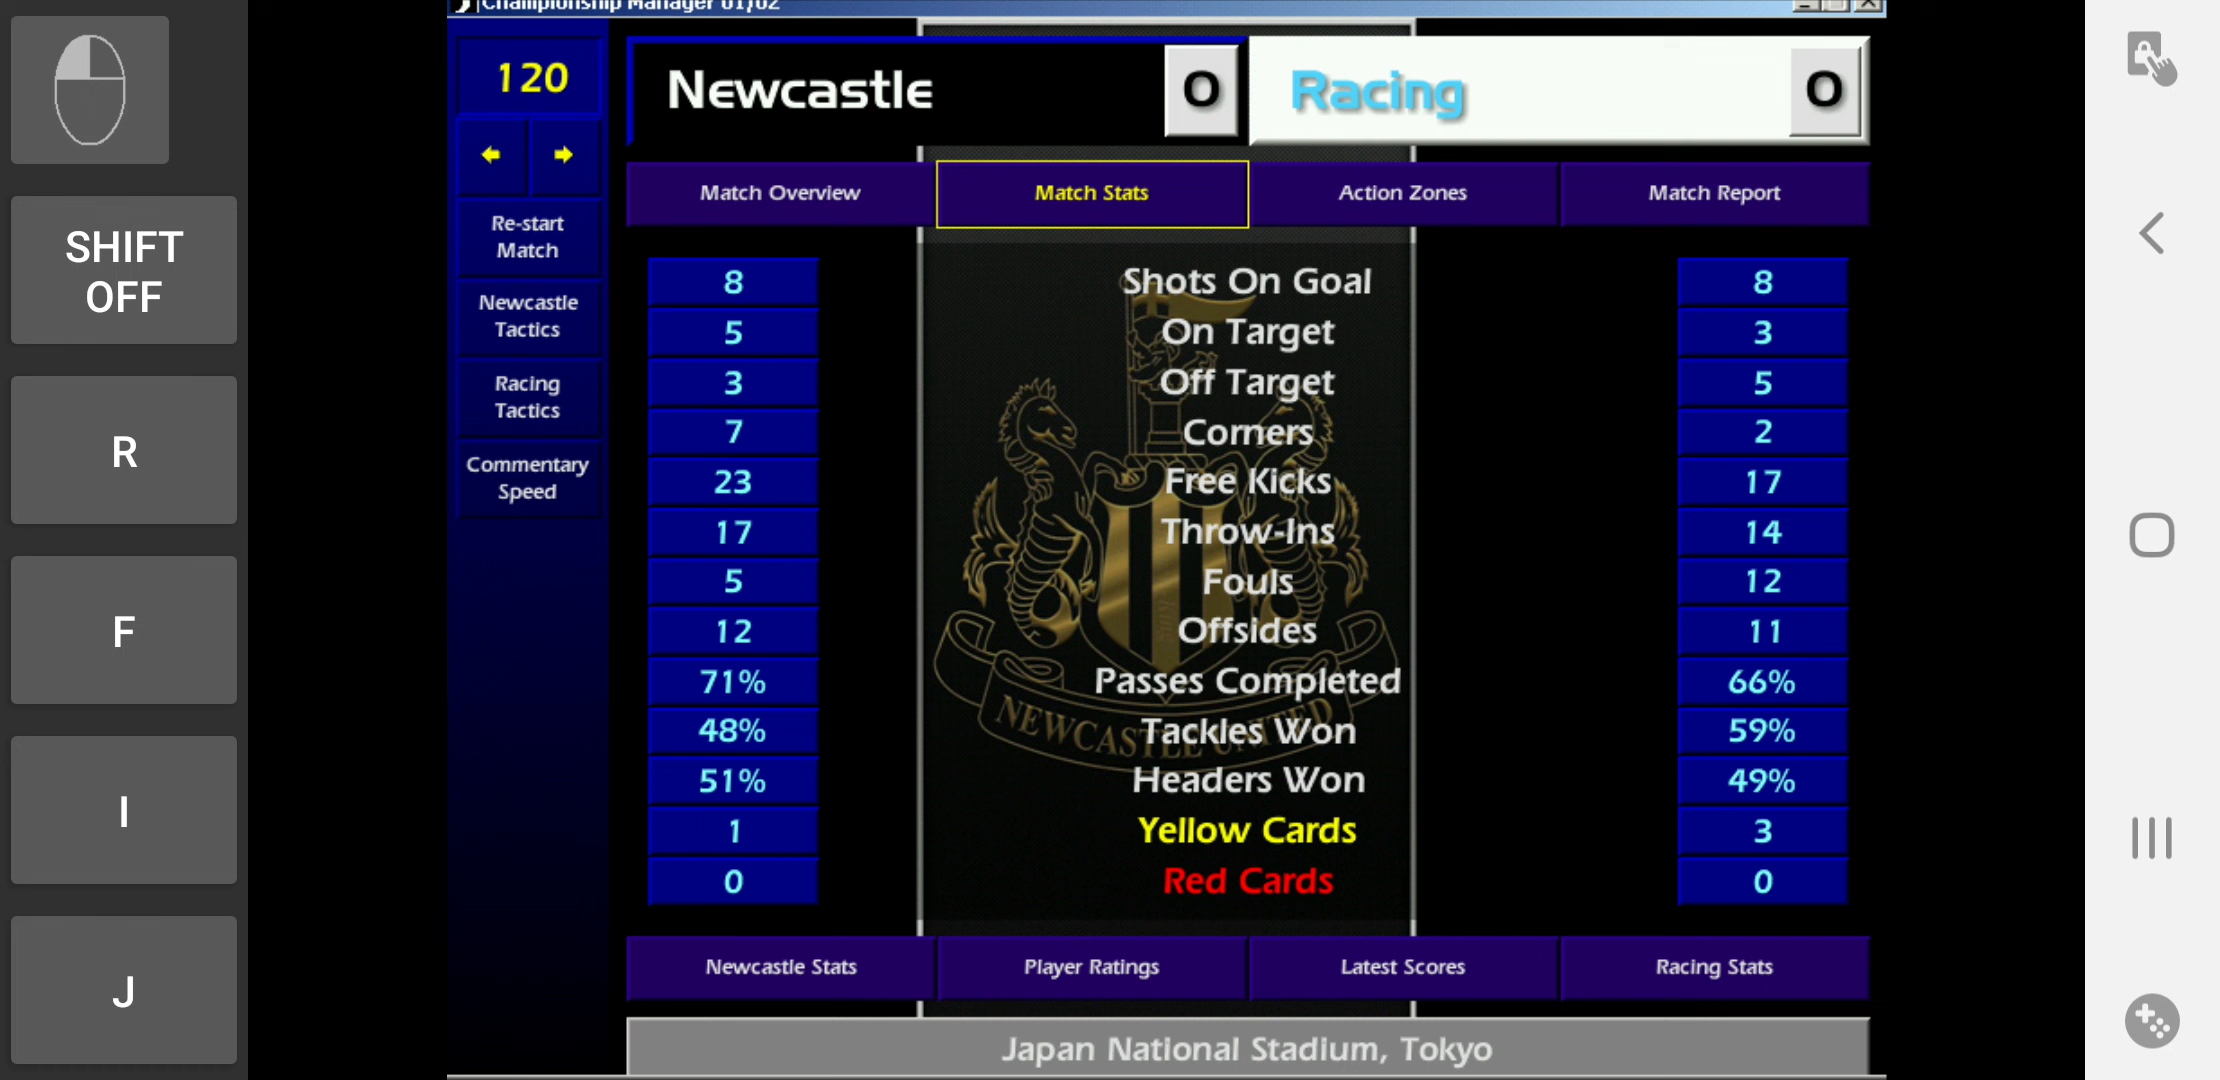 Championship Manager 01/02
120
Newcastle 0 Racing 0
Match Overview Match Stats Action Zones Match Report
Re-start
Match
Newcastle
Tactics
Racing
Tactics
Commentary
Speed
8 Shots On Goal 8
5 On Target 3
3 Off Target 5
7 Corners 2
23 Free Kicks 17
17 Throw-Ins 14
5 Fouls 12
12 Offsides 11
71% Passes Completed 66%
48% Tackles Won 59%
51% Headers Won 49%
1 Yellow Cards 3
0 Red Cards 0
NEWCASTLE UNITED
Newcastle Stats Player Ratings Latest Scores Racing Stats
Japan National Stadium, Tokyo
SHIFT
OFF
R
F
I
J